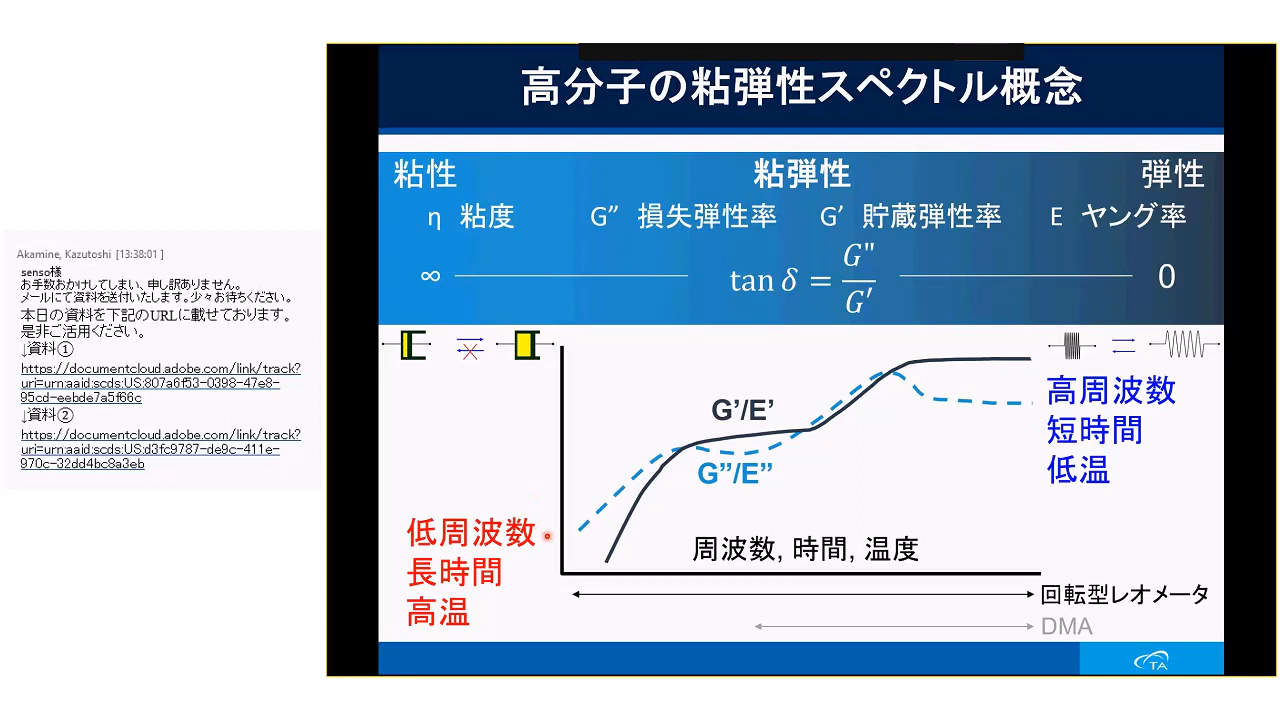 Akamine, Kazutoshi [13:38:01 ]
senso様
お手数おかけしてしまい、申し訳ありません。
メールにて資料を送付いたします。少々お待ちください。
本日の資料を下記のURLに載せております。
是非ご活用ください。
↓資料①
https://documentcloud.adobe.com/link/track?
uri=urn:aaid:scds:US:807a6f53-0398-47e8-
95cd-eebde7a5f66c
↓資料②
https://documentcloud.adobe.com/link/track?
uri=urn:aaid:scds:US:d3fc9787-de9c-411e-
970c-32dd4bc8a3eb
高分子の粘弾性スペクトル概念
粘性 粘弾性 弾性
η 粘度 G” 損失弾性率 G’ 貯蔵弾性率 E ヤング率
∞ tan δ = G"/G′ 0
G’/E’
G”/E”
高周波数
短時間
低温
低周波数
長時間
高温
周波数, 時間, 温度
回転型レオメータ
DMA
TA